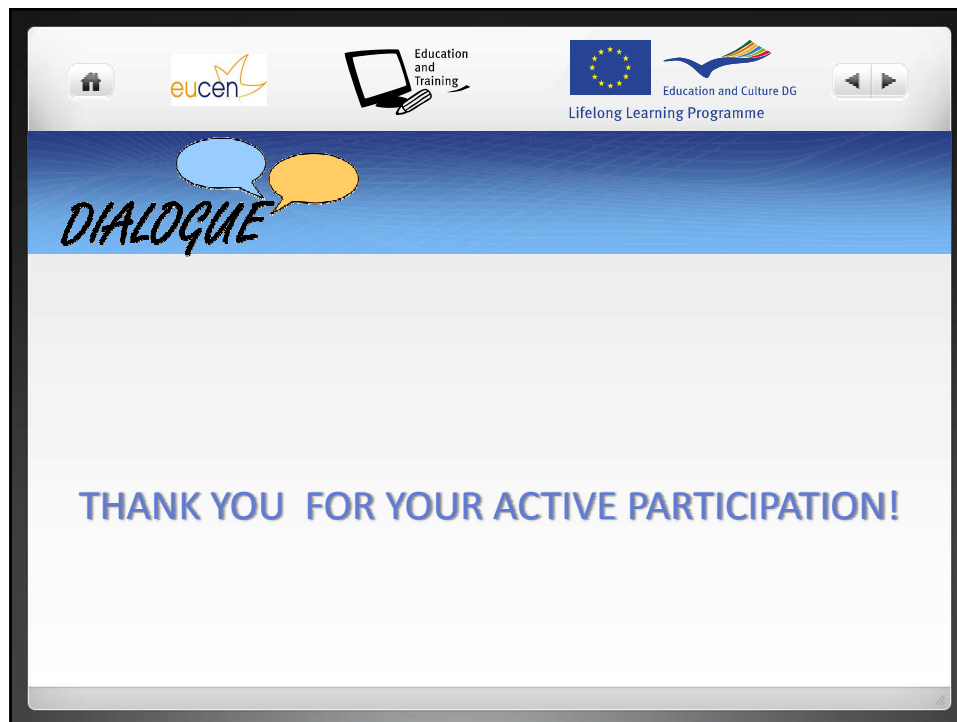 eucen
Education
and
Training
Education and Culture DG
Lifelong Learning Programme
DIALOGUE
THANK YOU  FOR YOUR ACTIVE PARTICIPATION!